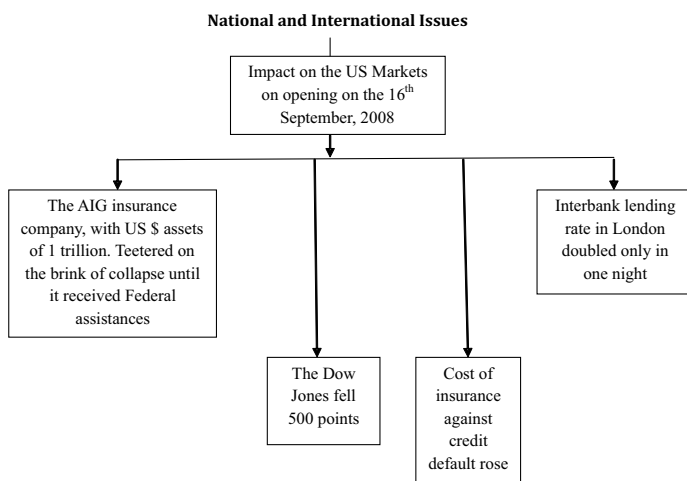 National and International Issues
Impact on the US Markets
on opening on the 16th
September, 2008
The AIG insurance
company, with US $ assets
of 1 trillion. Teetered on
the brink of collapse until
it received Federal
assistances
Interbank lending
rate in London
doubled only in
one night
The Dow
Jones fell
500 points
Cost of
insurance
against
credit
default rose